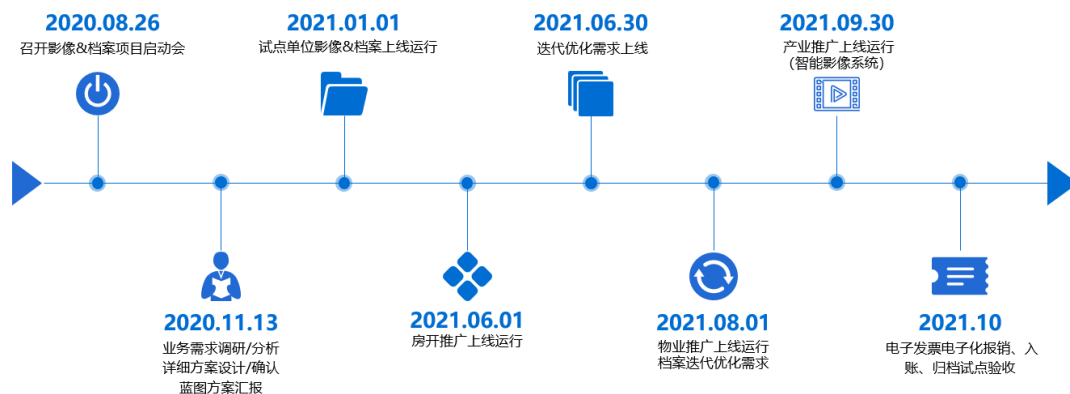 2020.08.26
召开影像&档案项目启动会
2021.01.01
试点单位影像&档案上线运行
2021.06.30
迭代优化需求上线
2021.09.30
产业推广上线运行
（智能影像系统）
2020.11.13
业务需求调研/分析
详细方案设计/确认
蓝图方案汇报
2021.06.01
房开推广上线运行
2021.08.01
物业推广上线运行
档案迭代优化需求
2021.10
电子发票电子化报销、入
账、归档试点验收